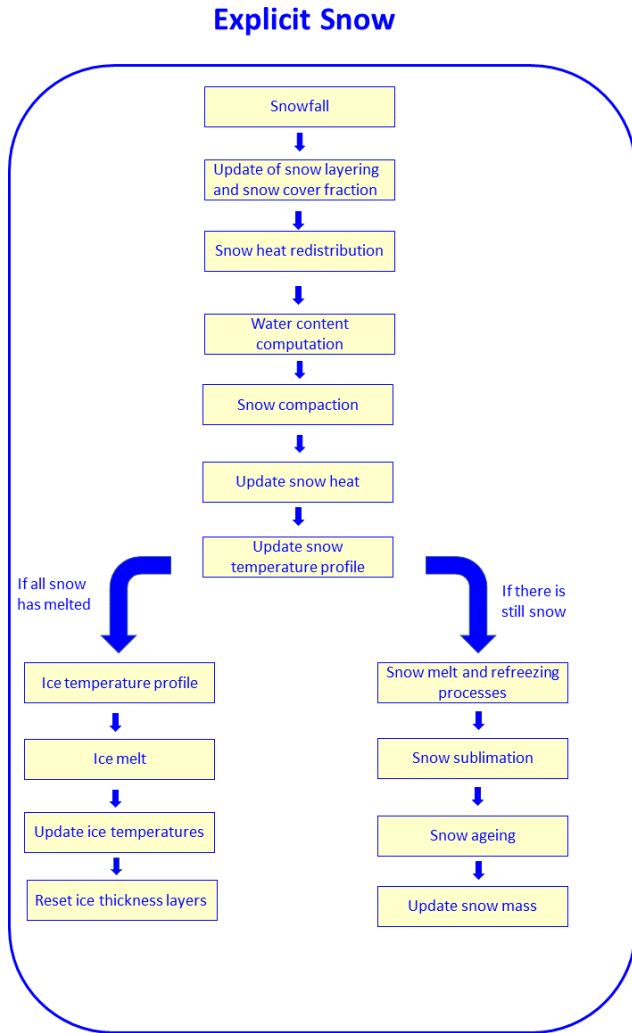 Explicit Snow
Snowfall
Update of snow layering
and snow cover fraction
Snow heat redistribution
Water content
computation
Snow compaction
Update snow heat
Update snow
temperature profile
If all snow
has melted
If there is
still snow
Ice temperature profile
Ice melt
Update ice temperatures
Reset ice thickness layers
Snow melt and refreezing
processes
Snow sublimation
Snow ageing
Update snow mass